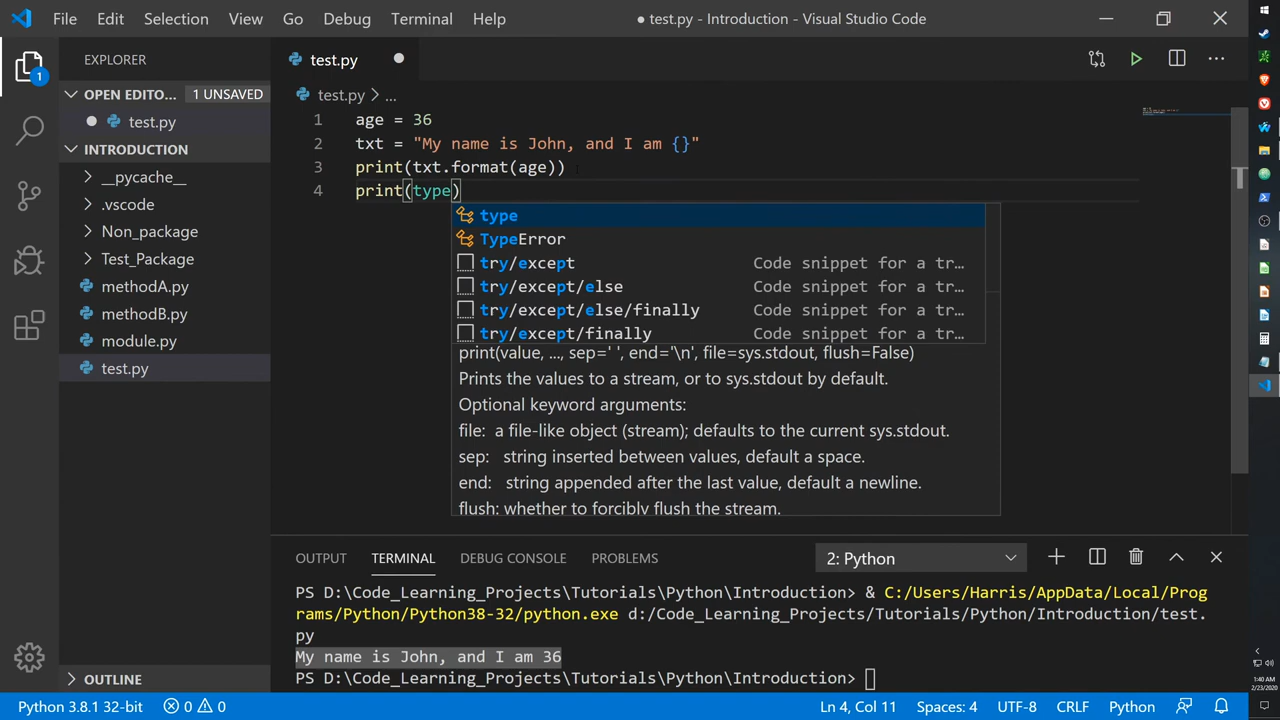 File Edit Selection View Go Debug Terminal Help ● test.py - Introduction - Visual Studio Code
EXPLORER
OPEN EDITO... 1 UNSAVED
● test.py
INTRODUCTION
__pycache__
.vscode
Non_package
Test_Package
methodA.py
methodB.py
module.py
test.py
OUTLINE
1
test.py
test.py > ...
1 age = 36
2 txt = "My name is John, and I am {}"
3 print(txt.format(age))
4 print(type)
type
TypeError
try/except Code snippet for a tr…
try/except/else Code snippet for a tr…
try/except/else/finally Code snippet for a tr…
try/except/finally Code snippet for a tr…
print(value, ..., sep=' ', end='\n', file=sys.stdout, flush=False)
Prints the values to a stream, or to sys.stdout by default.
Optional keyword arguments:
file: a file-like object (stream); defaults to the current sys.stdout.
sep: string inserted between values, default a space.
end: string appended after the last value, default a newline.
flush: whether to forcibly flush the stream.
OUTPUT TERMINAL DEBUG CONSOLE PROBLEMS 2: Python
PS D:\Code_Learning_Projects\Tutorials\Python\Introduction> & C:/Users/Harris/AppData/Local/Prog
rams/Python/Python38-32/python.exe d:/Code_Learning_Projects/Tutorials/Python/Introduction/test.
py
My name is John, and I am 36
PS D:\Code_Learning_Projects\Tutorials\Python\Introduction>
Python 3.8.1 32-bit 0 0 Ln 4, Col 11 Spaces: 4 UTF-8 CRLF Python
1:40 AM
2/23/2020